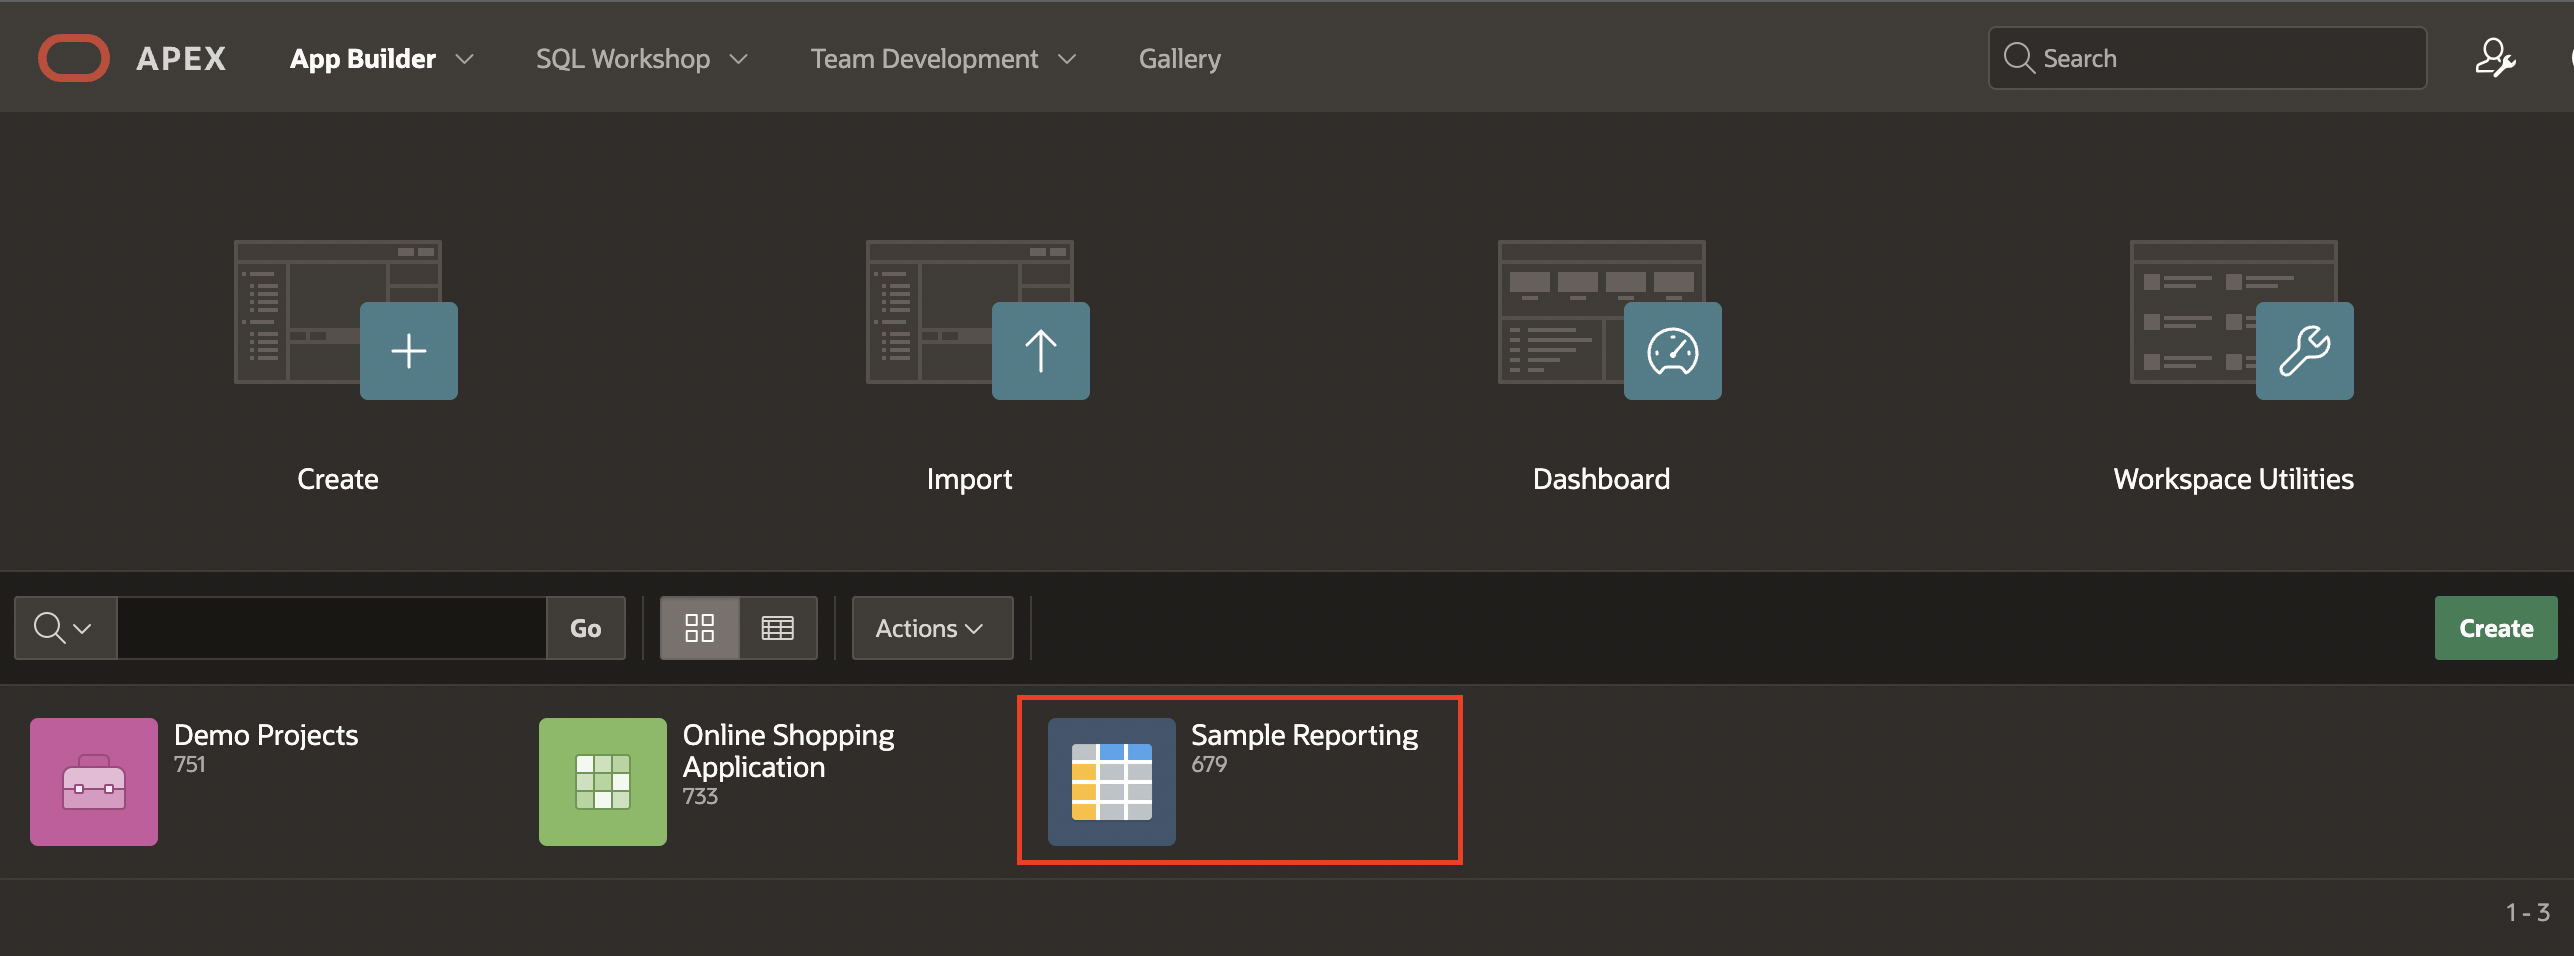 APEX App Builder SQL Workshop Team Development Gallery Search
Create Import Dashboard Workspace Utilities
Go Actions Create
Demo Projects
751
Online Shopping
Application
733
Sample Reporting
679
1 - 3